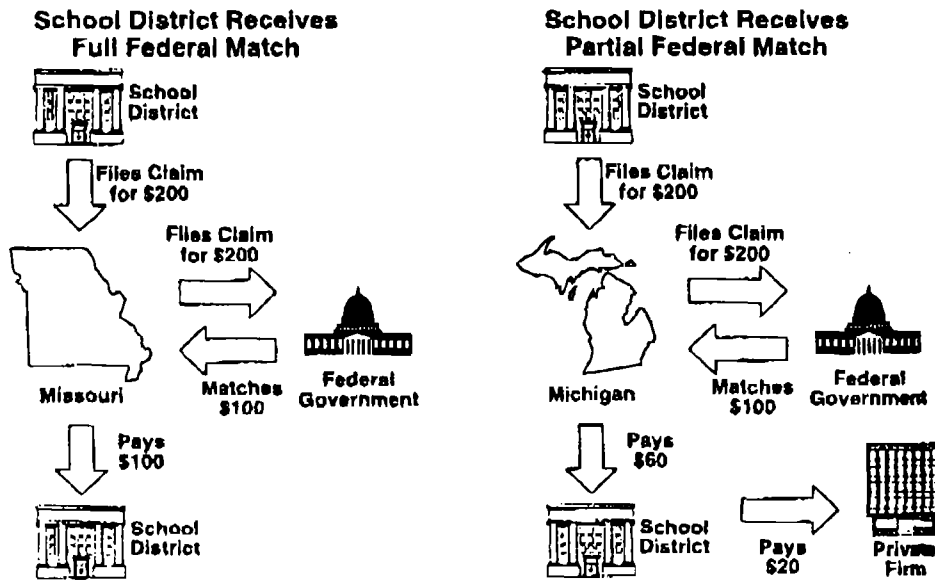 School District Receives
Full Federal Match
School
District
Files Claim
for $200
Files Claim
for $200
Matches
$100
Missouri
Federal
Government
Pays
$100
School
District
School District Receives
Partial Federal Match
School
District
Files Claim
for $200
Files Claim
for $200
Matches
$100
Michigan
Federal
Government
Pays
$60
School
District
Pays
$20
Private
Firm